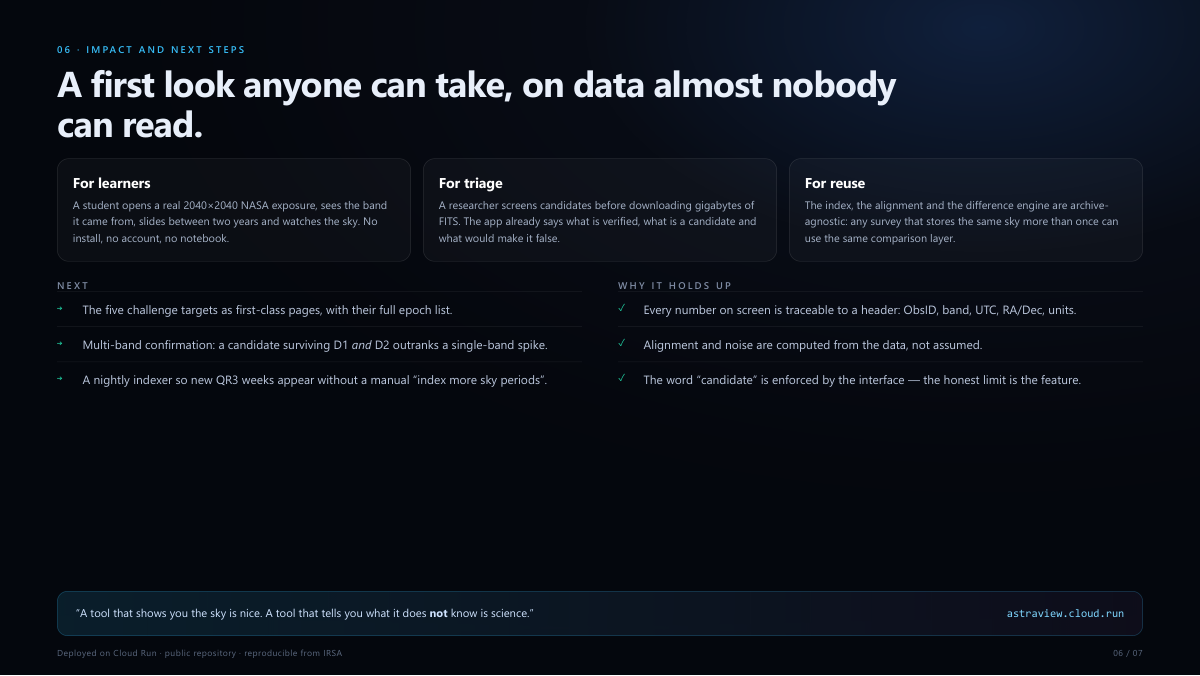 06 · IMPACT AND NEXT STEPS
A first look anyone can take, on data almost nobody
can read.
For learners
A student opens a real 2040×2040 NASA exposure, sees the band
it came from, slides between two years and watches the sky. No
install, no account, no notebook.
For triage
A researcher screens candidates before downloading gigabytes of
FITS. The app already says what is verified, what is a candidate and
what would make it false.
For reuse
The index, the alignment and the difference engine are archive-
agnostic: any survey that stores the same sky more than once can
use the same comparison layer.
NEXT
→ The five challenge targets as first-class pages, with their full epoch list.
→ Multi-band confirmation: a candidate surviving D1 and D2 outranks a single-band spike.
→ A nightly indexer so new QR3 weeks appear without a manual “index more sky periods”.
WHY IT HOLDS UP
✓ Every number on screen is traceable to a header: ObsID, band, UTC, RA/Dec, units.
✓ Alignment and noise are computed from the data, not assumed.
✓ The word “candidate” is enforced by the interface — the honest limit is the feature.
“A tool that shows you the sky is nice. A tool that tells you what it does not know is science.”
astraview.cloud.run
Deployed on Cloud Run · public repository · reproducible from IRSA
06 / 07